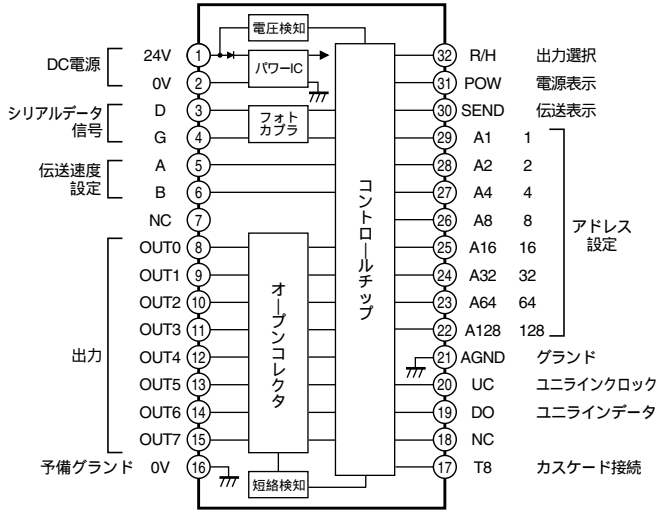 DC電源
24V
1
0V
2
シリアルデータ
信号
D
3
G
4
伝送速度
設定
A
5
B
6
NC
7
出力
OUT0
8
OUT1
9
OUT2
10
OUT3
11
OUT4
12
OUT5
13
OUT6
14
OUT7
15
予備グランド
0V
16
電圧検知
パワーIC
フォト
カプラ
オープンコレクタ
短絡検知
コントロールチップ
32
R/H
出力選択
31
POW
電源表示
30
SEND
伝送表示
29
A1
1
28
A2
2
27
A4
4
26
A8
8
25
A16
16
24
A32
32
23
A64
64
22
A128
128
アドレス
設定
21
AGND
グランド
20
UC
ユニラインクロック
19
DO
ユニラインデータ
18
NC
17
T8
カスケード接続